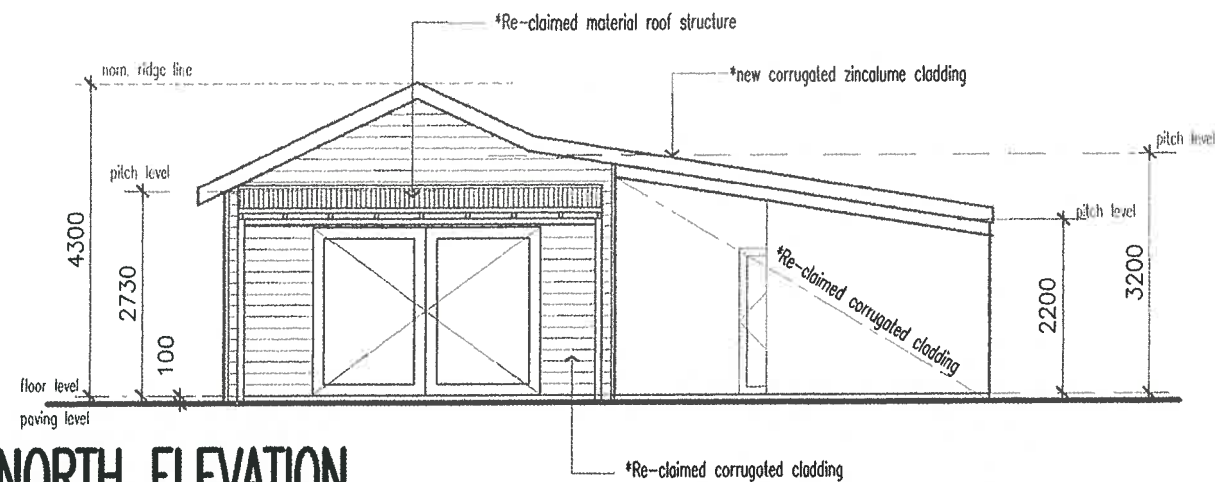 *Re-claimed material roof structure
nom. ridge line
*new corrugated zincalume cladding
pitch level
pitch level
pitch level
4300
2730
100
*Re-claimed corrugated cladding
2200
3200
floor level
paving level
*Re-claimed corrugated cladding
NORTH ELEVATION